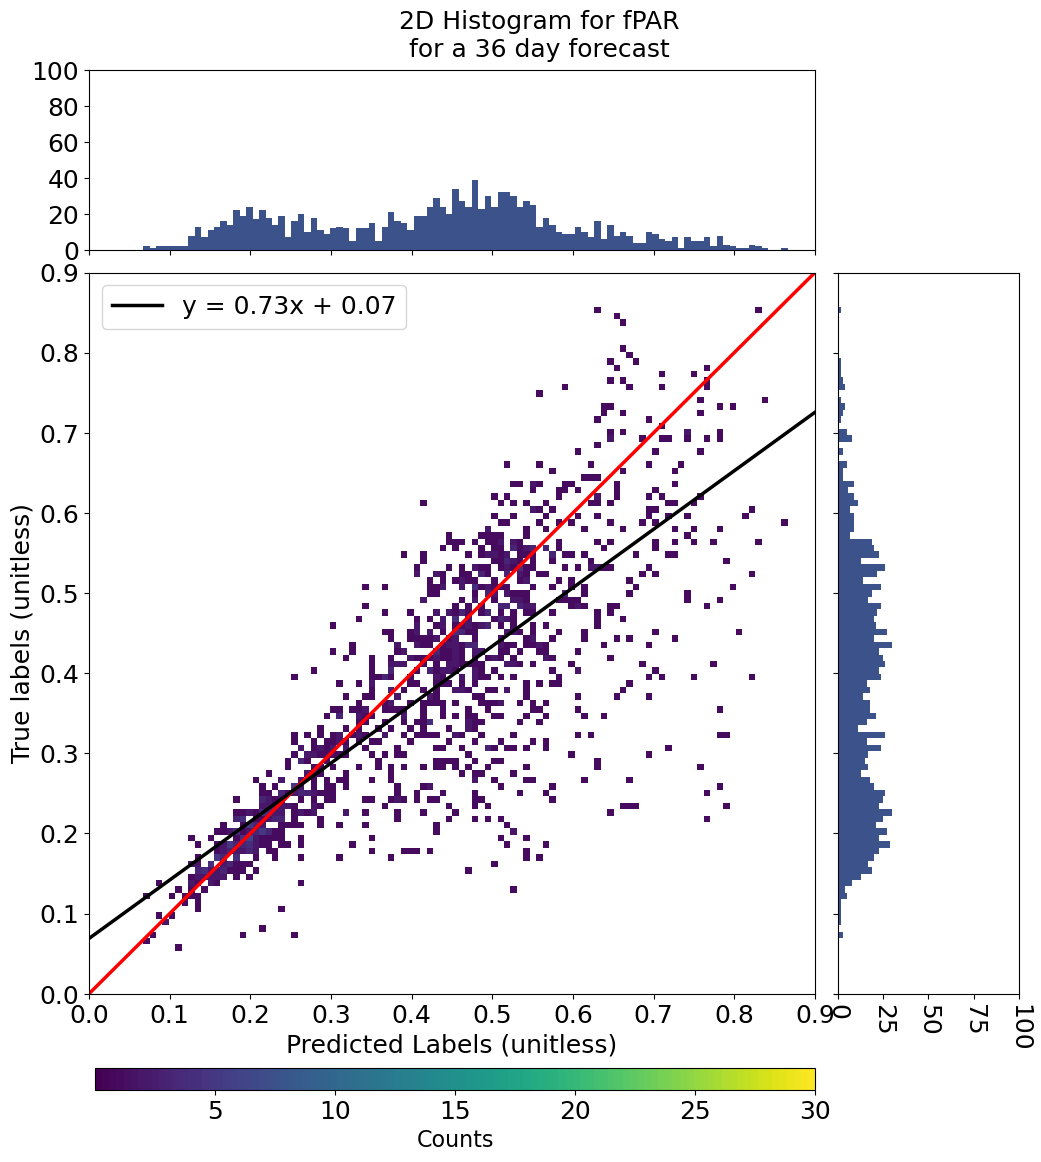 2D Histogram for fPAR
for a 36 day forecast
100
80
60
40
20
0
0.9
0.8
0.7
0.6
0.5
0.4
0.3
0.2
0.1
0.0
True labels (unitless)
y = 0.73x + 0.07
0.0 0.1 0.2 0.3 0.4 0.5 0.6 0.7 0.8 0.9
Predicted Labels (unitless)
0 25 50 75 100
5 10 15 20 25 30
Counts